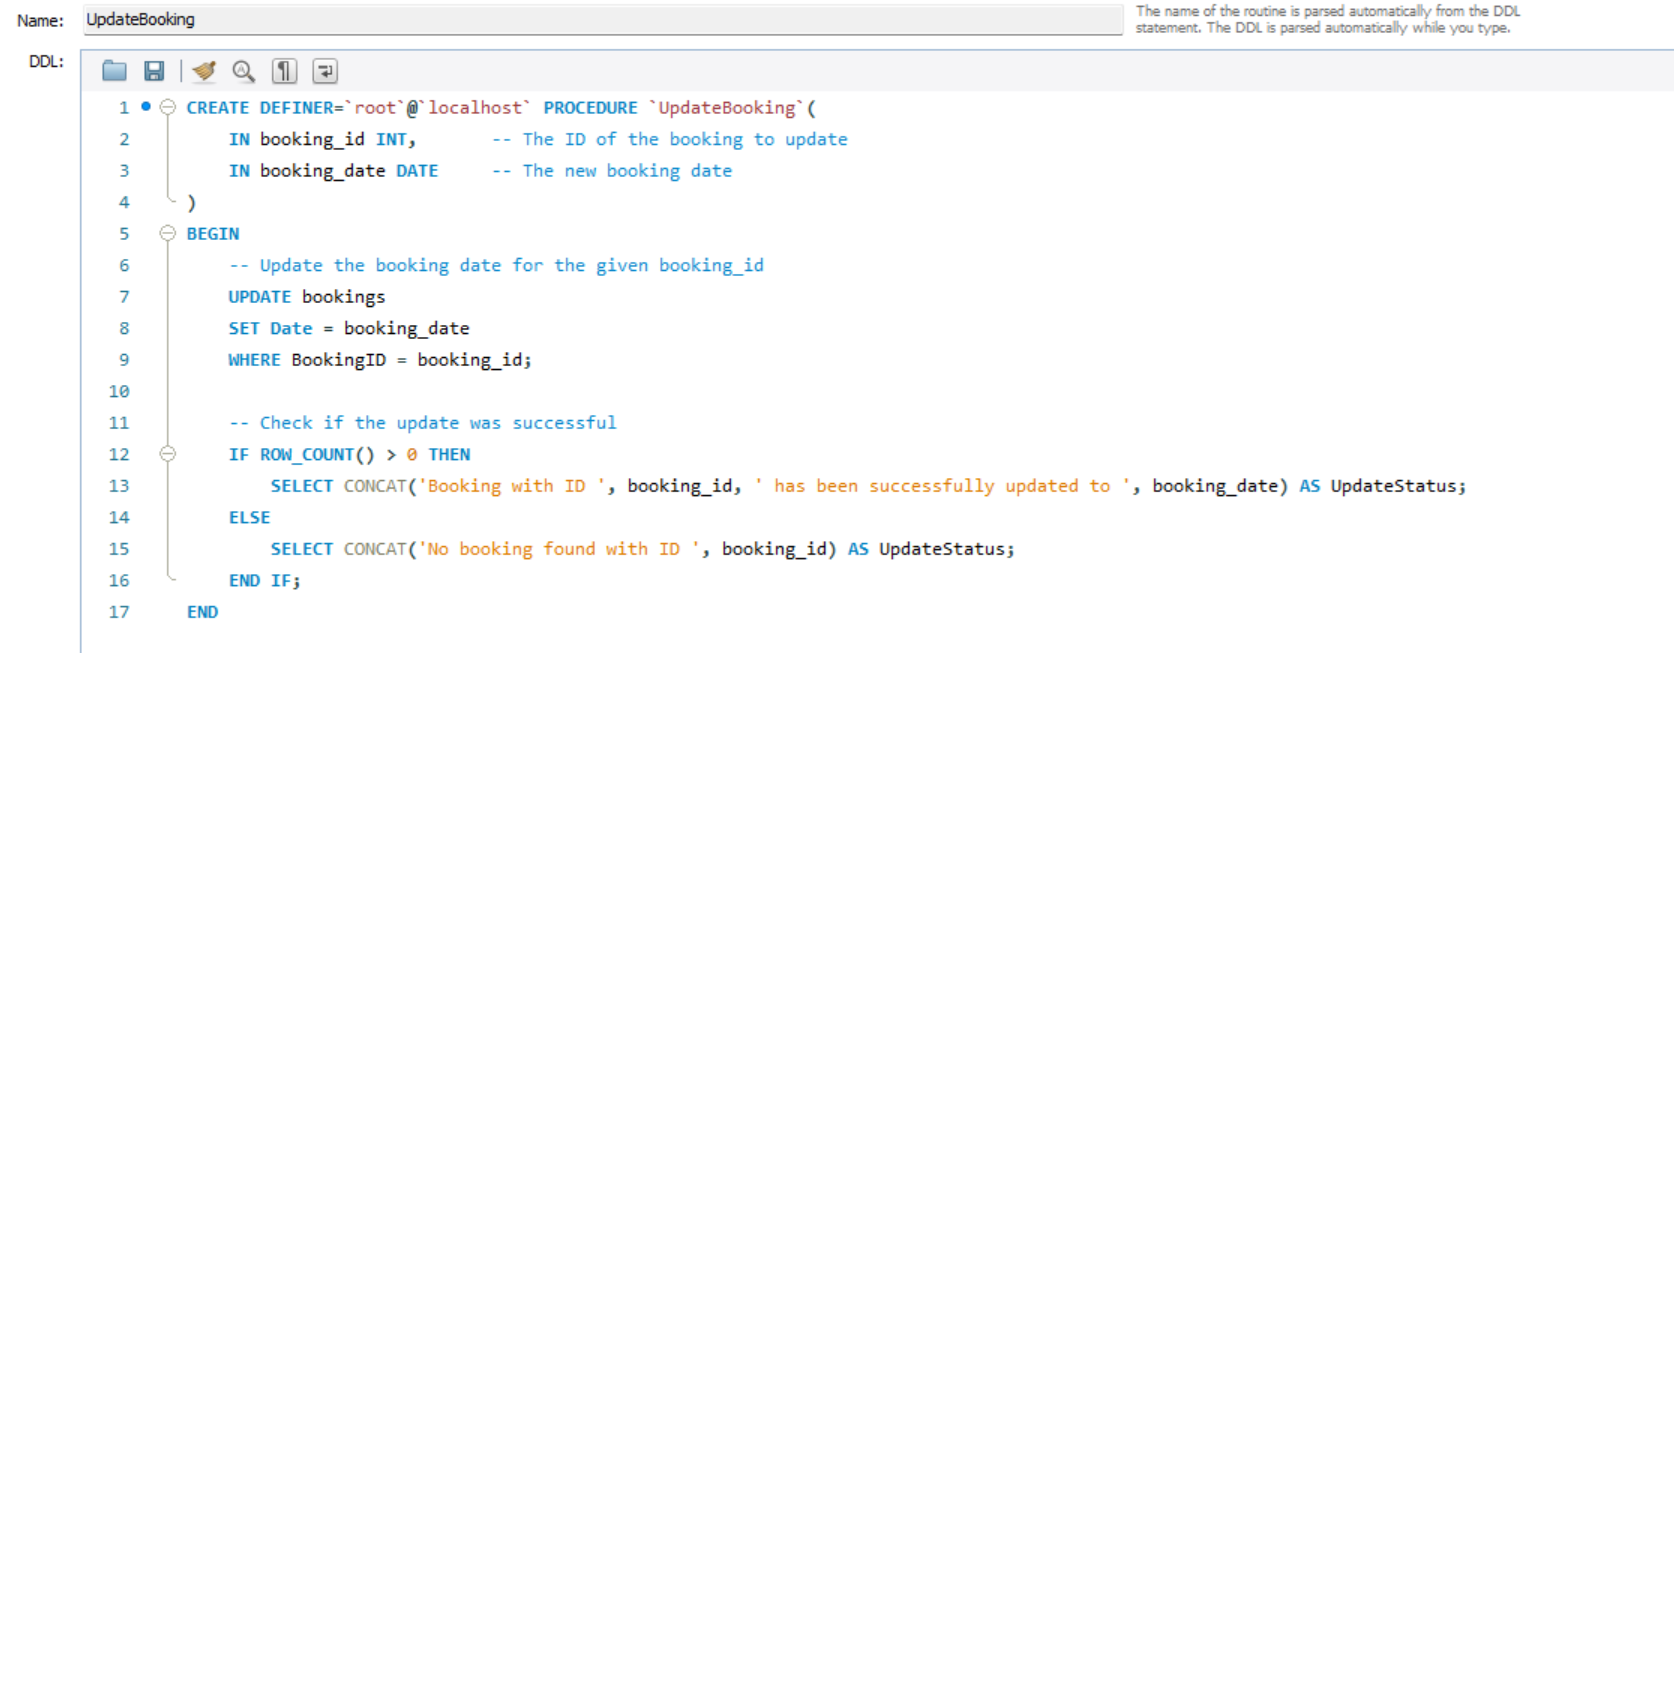 Name: UpdateBooking
The name of the routine is parsed automatically from the DDL
statement. The DDL is parsed automatically while you type.
DDL:
1 CREATE DEFINER=`root`@`localhost` PROCEDURE `UpdateBooking`(
2 IN booking_id INT, -- The ID of the booking to update
3 IN booking_date DATE -- The new booking date
4 )
5 BEGIN
6 -- Update the booking date for the given booking_id
7 UPDATE bookings
8 SET Date = booking_date
9 WHERE BookingID = booking_id;
10
11 -- Check if the update was successful
12 IF ROW_COUNT() > 0 THEN
13 SELECT CONCAT('Booking with ID ', booking_id, ' has been successfully updated to ', booking_date) AS UpdateStatus;
14 ELSE
15 SELECT CONCAT('No booking found with ID ', booking_id) AS UpdateStatus;
16 END IF;
17 END